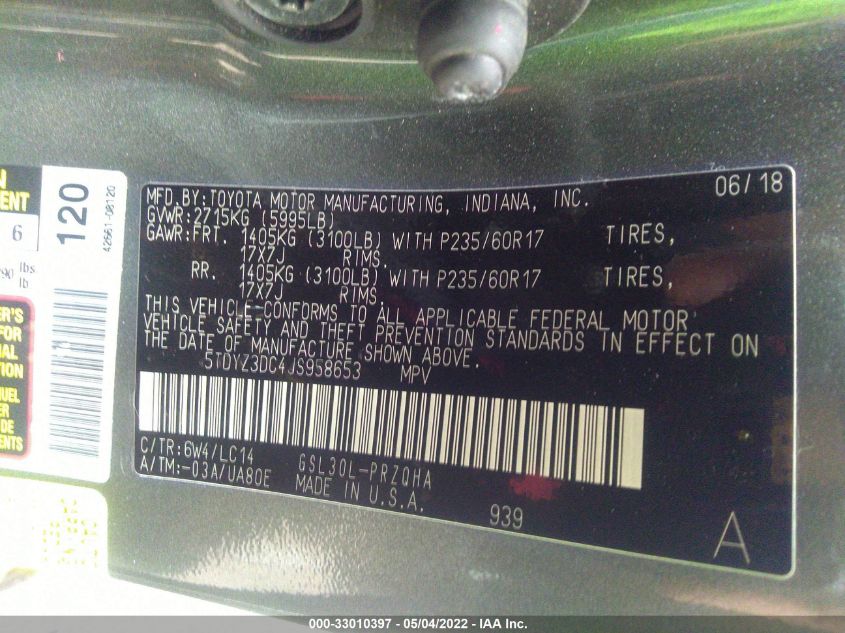 MFD.BY:TOYOTA MOTOR MANUFACTURING, INDIANA, INC. 06/18
GVWR:2715KG (5995LB)
GAWR:FRT. 1405KG (3100LB) WITH P235/60R17 TIRES,
17X7J RIMS.
RR. 1405KG (3100LB) WITH P235/60R17 TIRES,
17X7J RIMS.
THIS VEHICLE CONFORMS TO ALL APPLICABLE FEDERAL MOTOR
VEHICLE SAFETY AND THEFT PREVENTION STANDARDS IN EFFECT ON
THE DATE OF MANUFACTURE SHOWN ABOVE.
5TDYZ3DC4JS958653 MPV
C/TR:6W4/LC14 GSL30L-PRZQHA
A/TM:-03A/UA80E MADE IN U.S.A.
939
A
120
42661-08120
6
lbs
lb
000-33010397 - 05/04/2022 - IAA Inc.